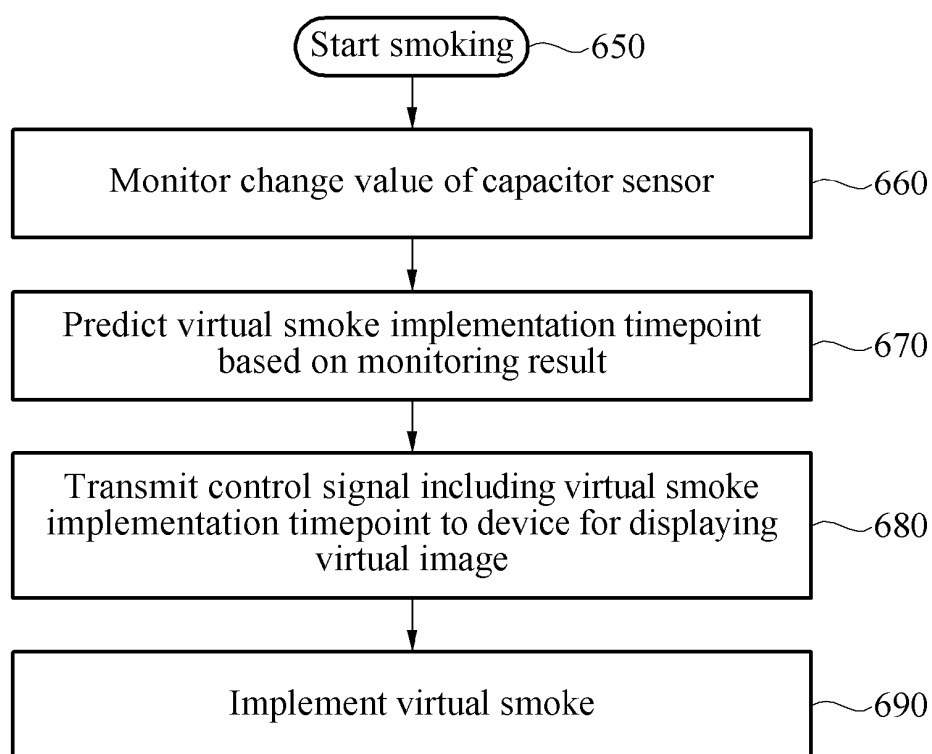 Start smoking
650
Monitor change value of capacitor sensor
660
Predict virtual smoke implementation timepoint
based on monitoring result
670
Transmit control signal including virtual smoke
implementation timepoint to device for displaying
virtual image
680
Implement virtual smoke
690